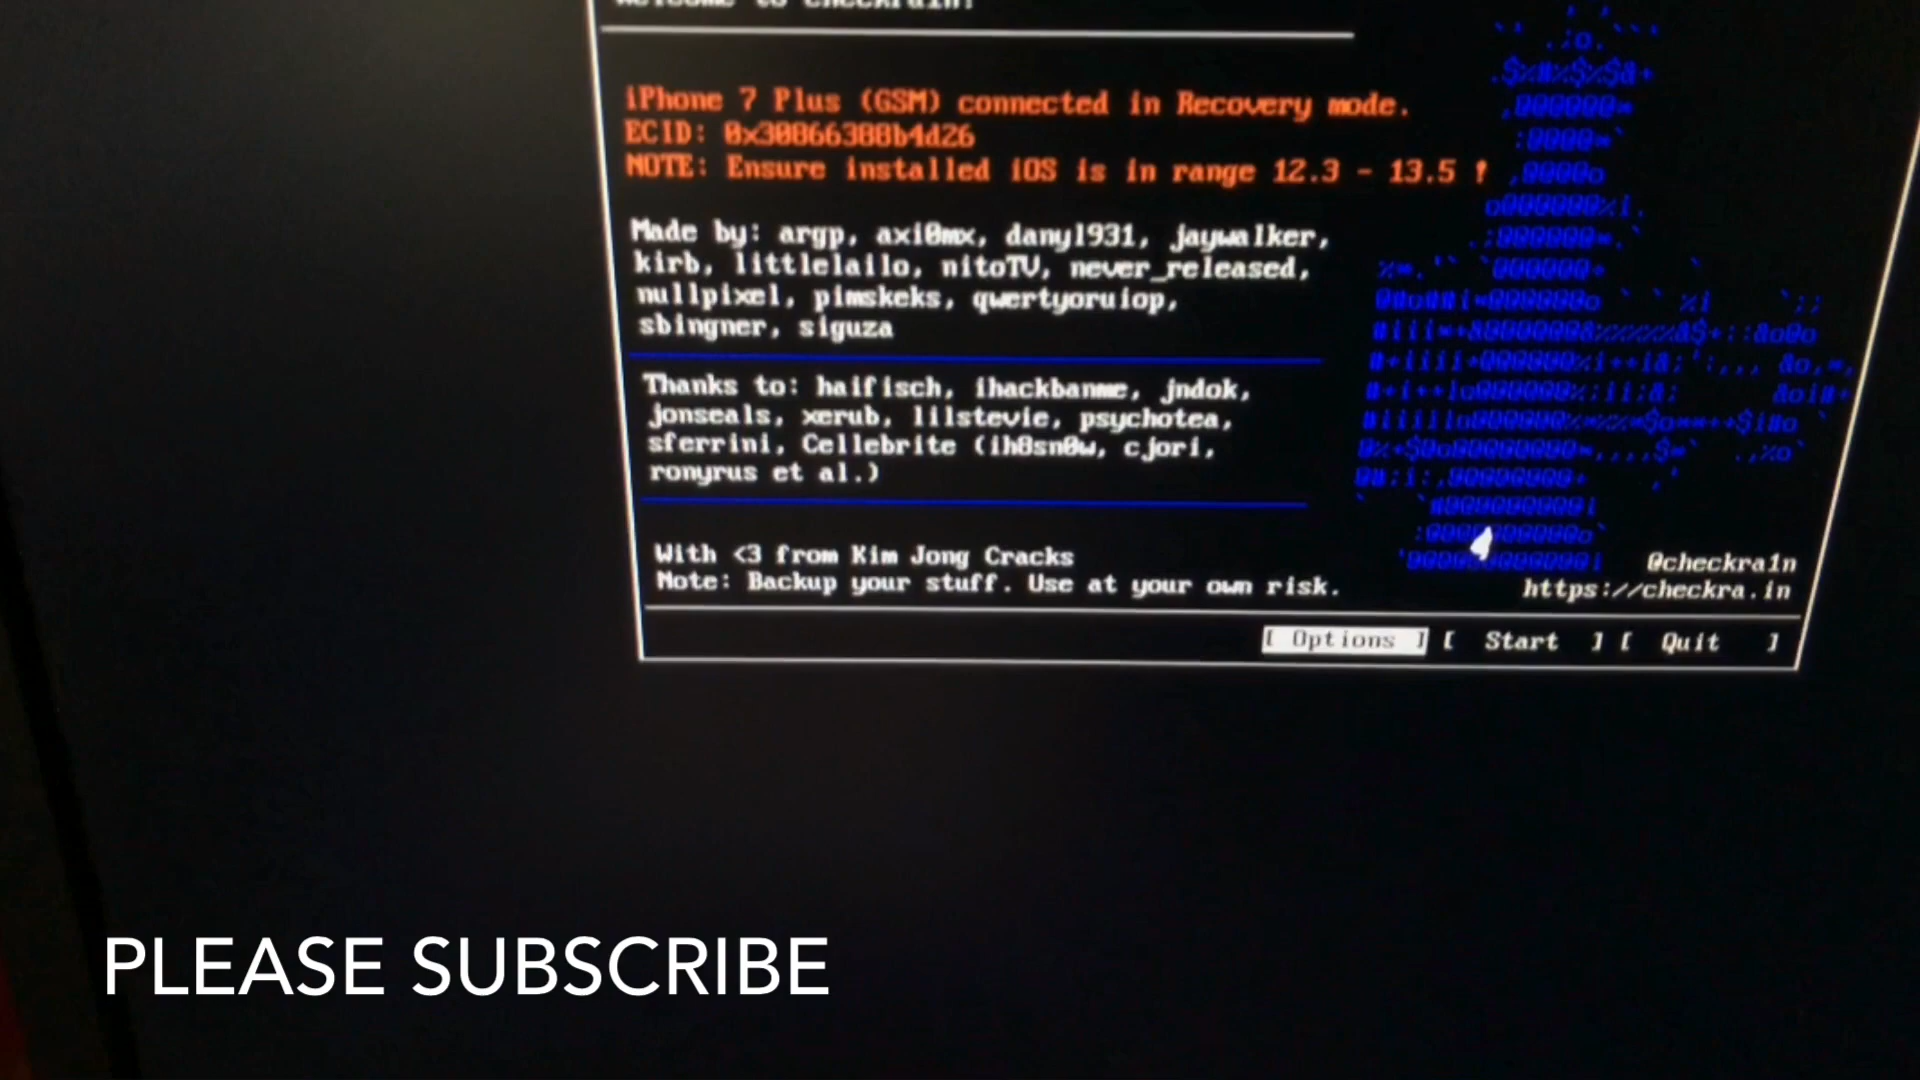 Welcome to checkra1n!
iPhone 7 Plus (GSM) connected in Recovery mode.
ECID: 0x30866388b4d26
NOTE: Ensure installed iOS is in range 12.3 - 13.5 !
Made by: argp, axi0mx, danyl931, jaywalker,
kirb, littlelailo, nitoTV, never_released,
nullpixel, pimskeks, qwertyoruiop,
sbingner, siguza
Thanks to: haifisch, ihackbanme, jndok,
jonseals, xerub, lilstevie, psychotea,
sferrini, Cellebrite (ih8sn0w, cjori,
ronyrus et al.)
With <3 from Kim Jong Cracks
Note: Backup your stuff. Use at your own risk.
@checkra1n
https://checkra.in
[ Options ] [ Start ] [ Quit ]
PLEASE SUBSCRIBE